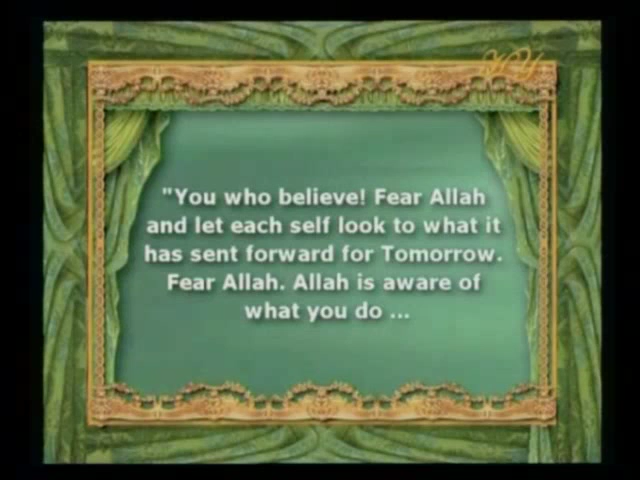 "You who believe! Fear Allah
and let each self look to what it
has sent forward for Tomorrow.
Fear Allah. Allah is aware of
what you do ...